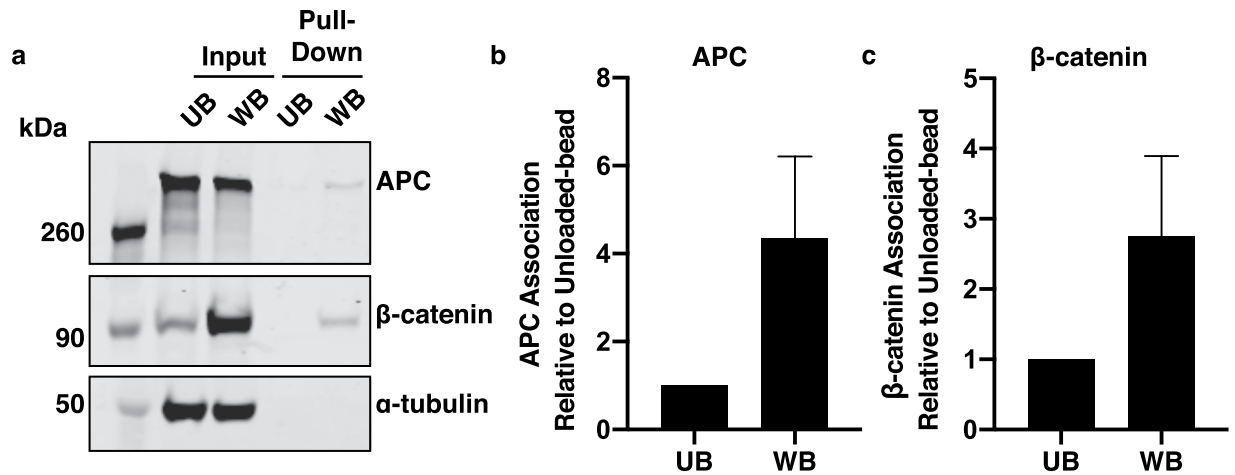 a
Pull-
Down
Input
UB
WB
UB
WB
kDa
APC
260
β-catenin
90
50
α-tubulin
b
APC
APC Association
Relative to Unloaded-bead
8
6
4
2
0
UB
WB
c
β-catenin
β-catenin Association
Relative to Unloaded-bead
5
4
3
2
1
0
UB
WB